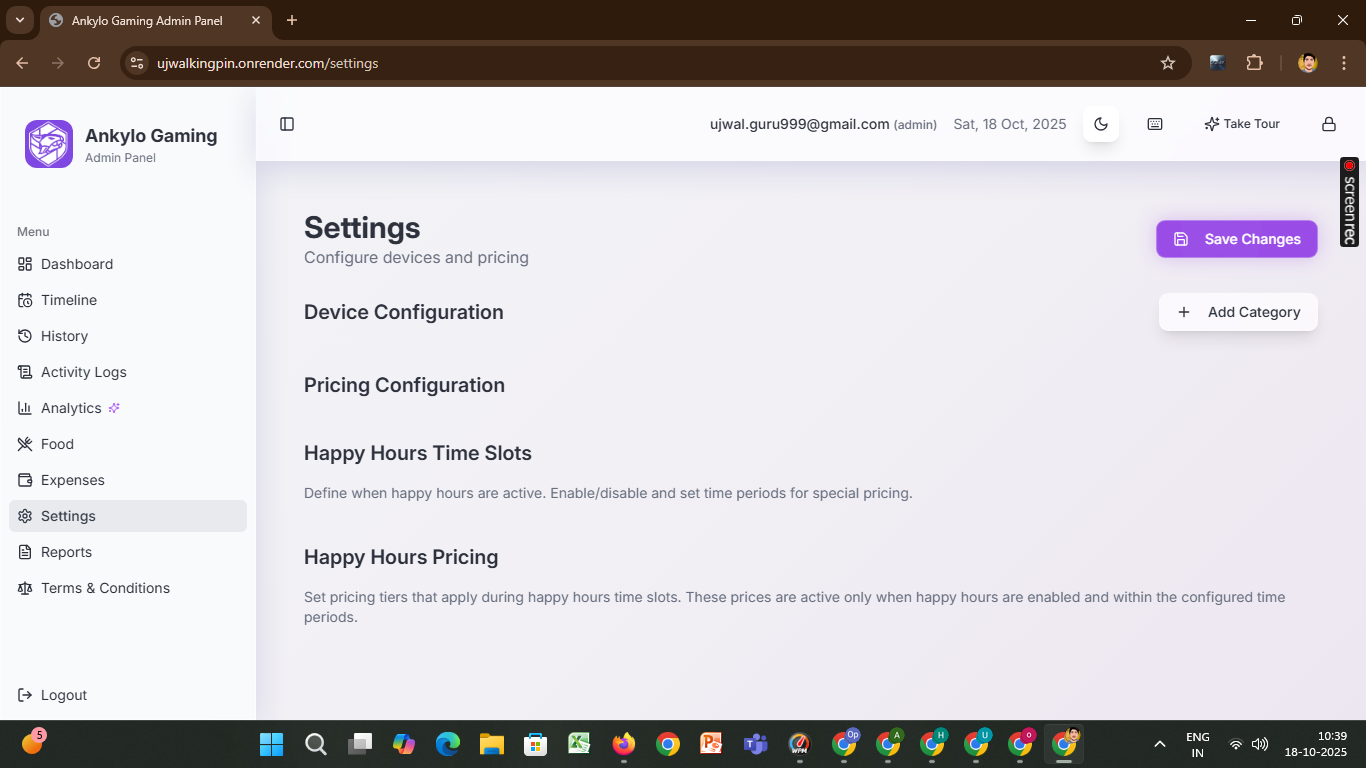 Ankylo Gaming Admin Panel
ujwalkingpin.onrender.com/settings
Ankylo Gaming
Admin Panel
ujwal.guru999@gmail.com (admin)
Sat, 18 Oct, 2025
Take Tour
screenrec
Menu
Dashboard
Timeline
History
Activity Logs
Analytics
Food
Expenses
Settings
Reports
Terms & Conditions
Logout
Settings
Configure devices and pricing
Save Changes
Device Configuration
Add Category
Pricing Configuration
Happy Hours Time Slots
Define when happy hours are active. Enable/disable and set time periods for special pricing.
Happy Hours Pricing
Set pricing tiers that apply during happy hours time slots. These prices are active only when happy hours are enabled and within the configured time
periods.
5
WPM
Op
A
H
U
o
ENG
IN
10:39
18-10-2025